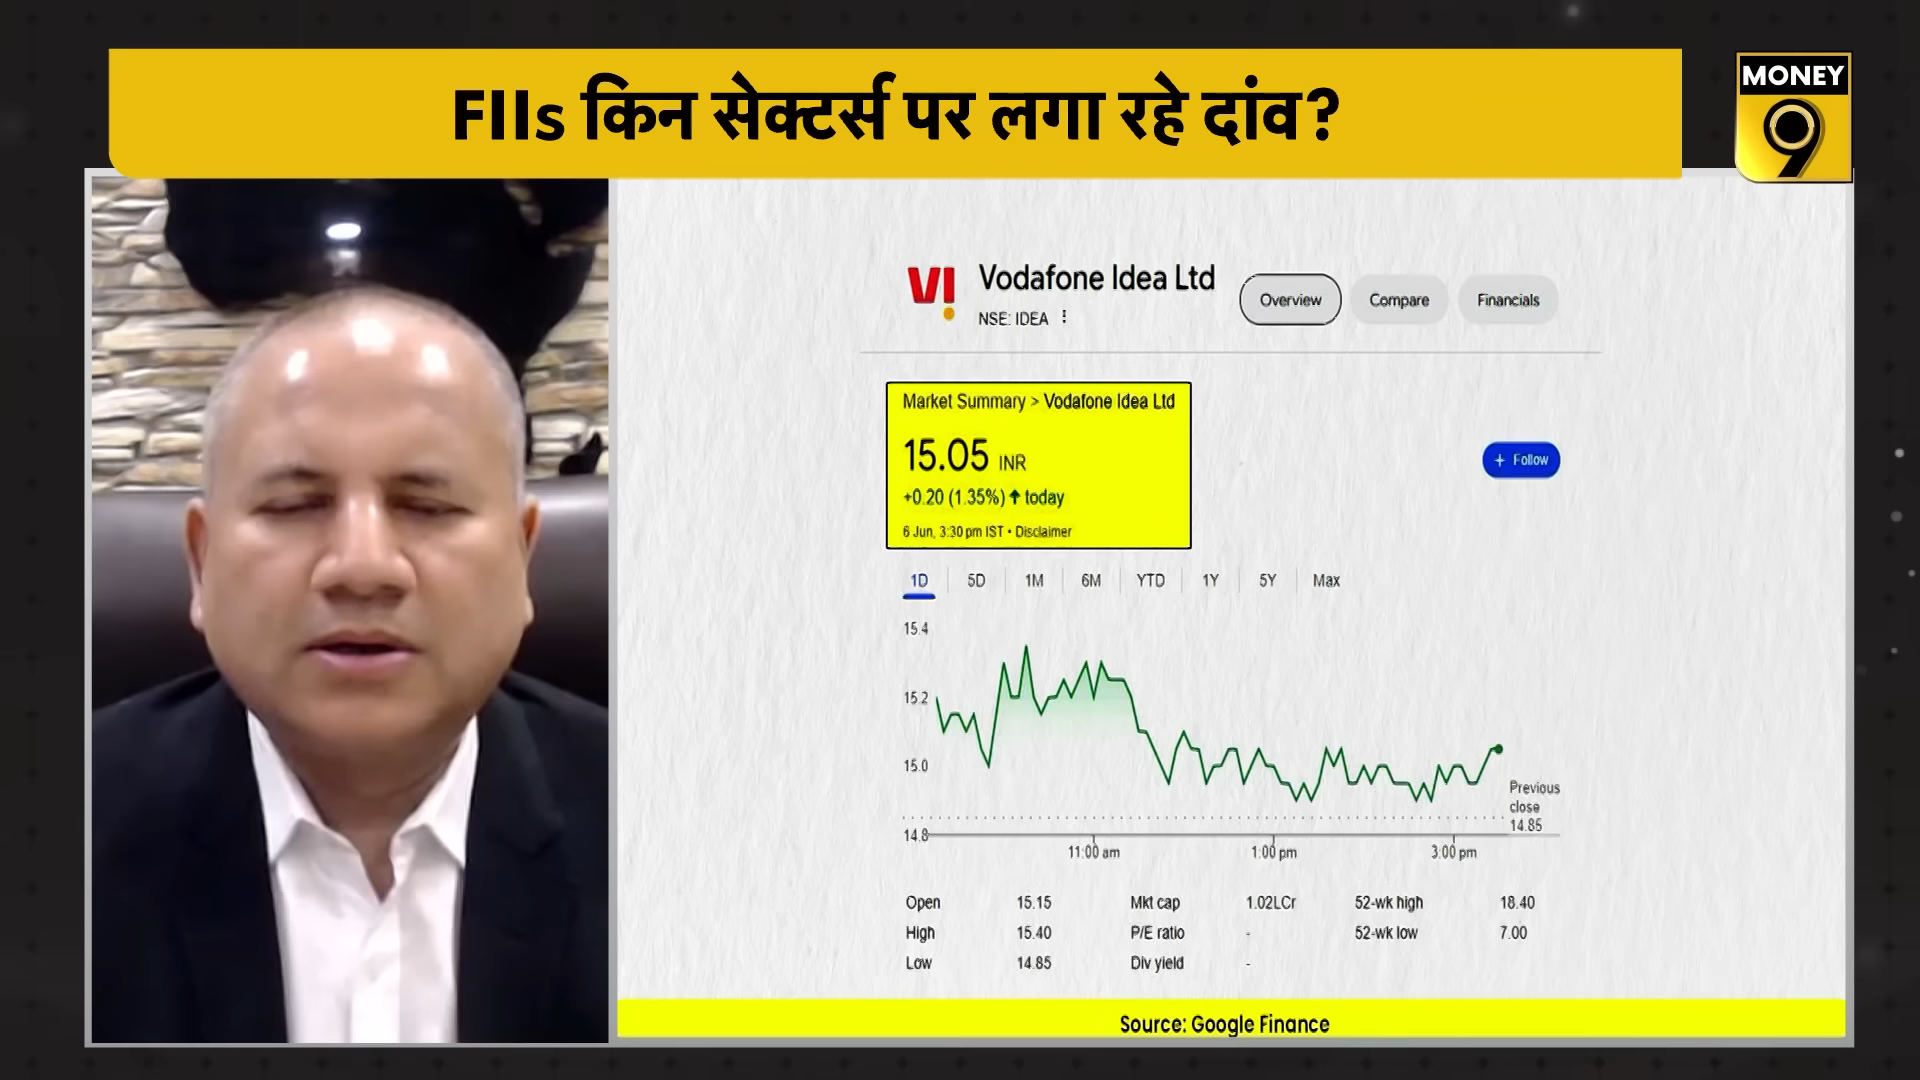 FIIs किन सेक्टर्स पर लगा रहे दांव?
MONEY
9
VI
Vodafone Idea Ltd
NSE: IDEA
Overview
Compare
Financials
Market Summary > Vodafone Idea Ltd
15.05 INR
+0.20 (1.35%) ↑ today
6 Jun, 3:30 pm IST • Disclaimer
+ Follow
1D 5D 1M 6M YTD 1Y 5Y Max
15.4
15.2
15.0
14.8
Previous
close
14.85
11:00 am 1:00 pm 3:00 pm
Open 15.15 Mkt cap 1.02LCr 52-wk high 18.40
High 15.40 P/E ratio - 52-wk low 7.00
Low 14.85 Div yield -
Source: Google Finance